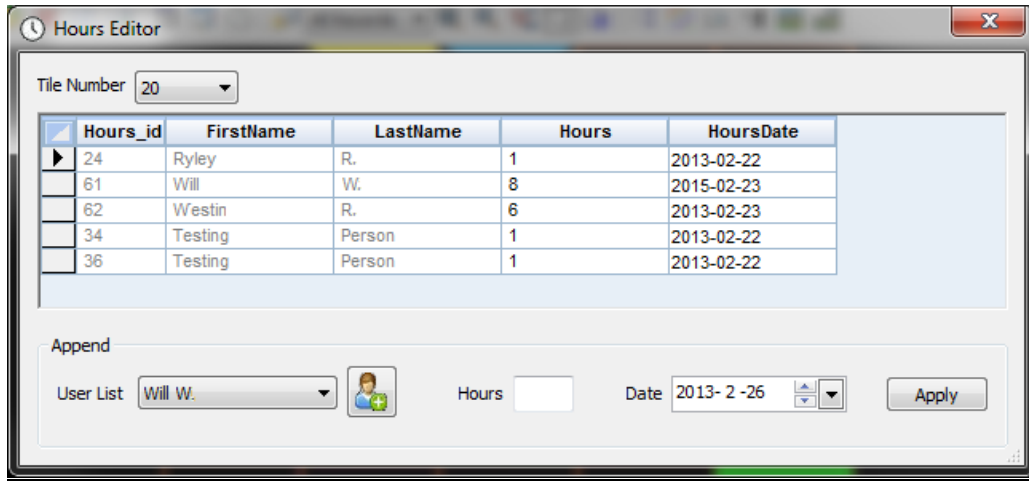 Hours Editor
Tile Number 20
Hours_id FirstName LastName Hours HoursDate
24 Ryley R. 1 2013-02-22
61 Will W. 8 2015-02-23
62 Westin R. 6 2013-02-23
34 Testing Person 1 2013-02-22
36 Testing Person 1 2013-02-22
Append
User List Will W. Hours Date 2013- 2 -26 Apply